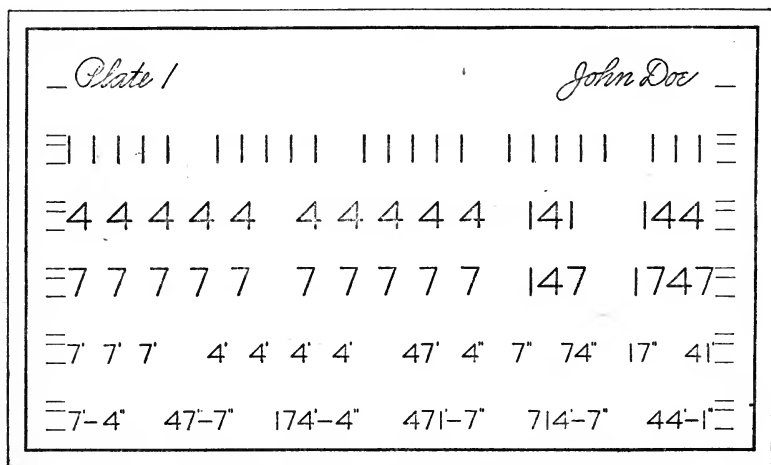 Plate 1 John Doe
1 1 1 1 1 1 1 1 1 1 1 1 1 1 1 1 1 1 1 1 1 1 1
4 4 4 4 4 4 4 4 4 4 141 144
7 7 7 7 7 7 7 7 7 7 147 1747
7' 7' 7' 4' 4' 4' 4' 47' 4" 7" 74" 17" 41'
7'-4" 47'-7" 174'-4" 471'-7" 714'-7" 44'-1"